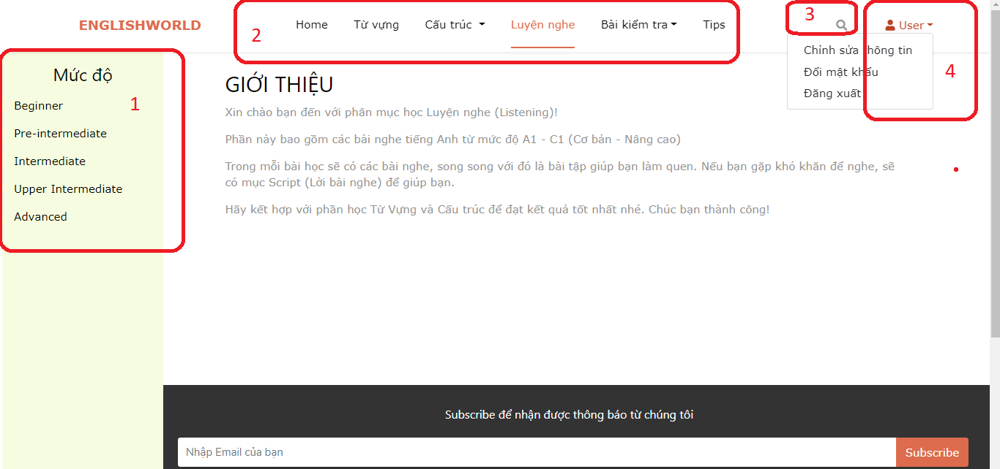 ENGLISHWORLD
2
Home
Từ vựng
Cấu trúc
Luyện nghe
Bài kiểm tra
Tips
3
User
Chỉnh sửa thông tin
Đổi mật khẩu
Đăng xuất
4
Mức độ
1
Beginner
Pre-intermediate
Intermediate
Upper Intermediate
Advanced
GIỚI THIỆU
Xin chào bạn đến với phân mục học Luyện nghe (Listening)!
Phần này bao gồm các bài nghe tiếng Anh từ mức độ A1 - C1 (Cơ bản - Nâng cao)
Trong mỗi bài học sẽ có các bài nghe, song song với đó là bài tập giúp bạn làm quen. Nếu bạn gặp khó khăn để nghe, sẽ
có mục Script (Lời bài nghe) để giúp bạn.
Hãy kết hợp với phần học Từ Vựng và Cấu trúc để đạt kết quả tốt nhất nhé. Chúc bạn thành công!
Subscribe để nhận được thông báo từ chúng tôi
Nhập Email của bạn
Subscribe